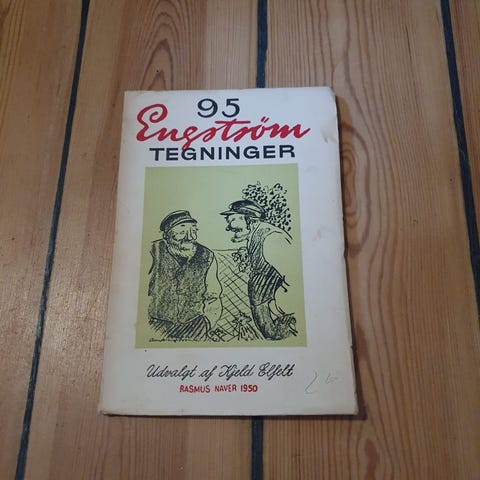 95
Engström
TEGNINGER
Udvalgt af Kjeld Elfelt
RASMUS NAVER 1950